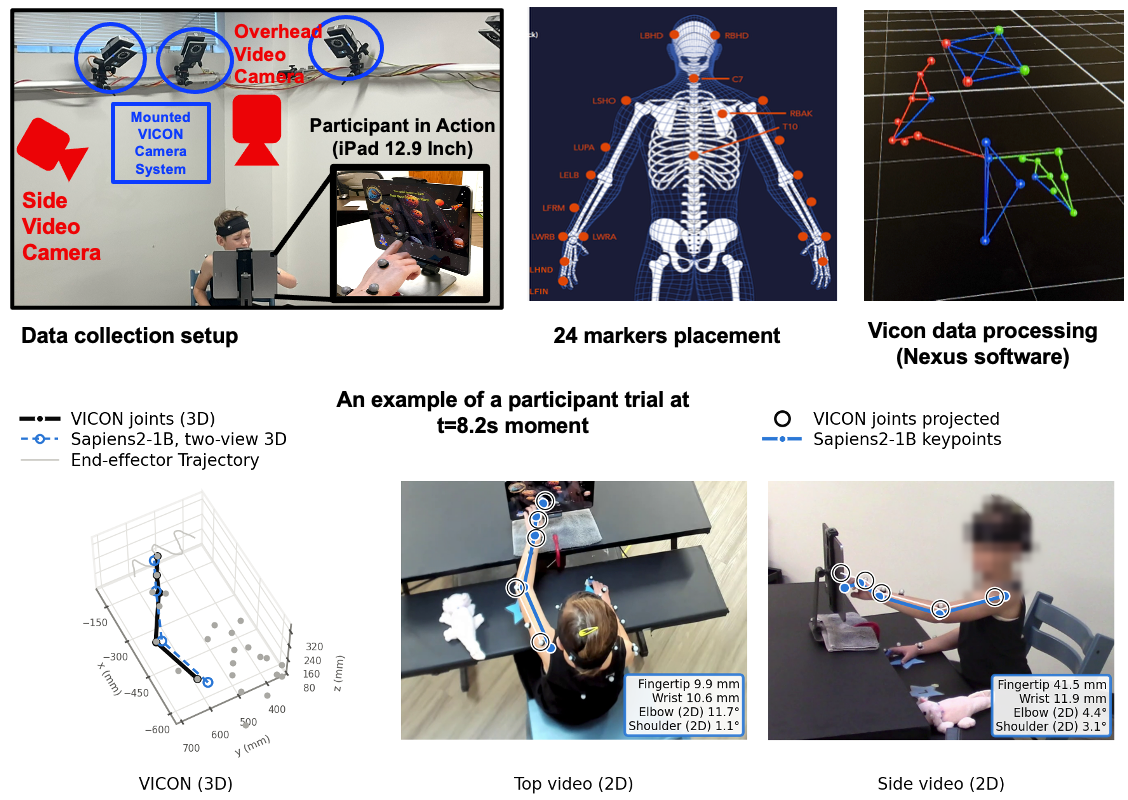 Overhead
Video
Camera
Mounted
VICON
Camera
System
Participant in Action
(iPad 12.9 Inch)
Side
Video
Camera
Data collection setup
LBHD
RBHD
C7
LSHO
RBAK
T10
LUPA
LELB
LFRM
LWRB
LWRA
LHND
LFIN
24 markers placement
Vicon data processing
(Nexus software)
An example of a participant trial at
t=8.2s moment
VICON joints (3D)
Sapiens2-1B, two-view 3D
End-effector Trajectory
VICON joints projected
Sapiens2-1B keypoints
−150
−300
−450
−600
x (mm)
700
600
500
400
y (mm)
320
240
160
80
z (mm)
VICON (3D)
Fingertip 9.9 mm
Wrist 10.6 mm
Elbow (2D) 11.7°
Shoulder (2D) 1.1°
Top video (2D)
Fingertip 41.5 mm
Wrist 11.9 mm
Elbow (2D) 4.4°
Shoulder (2D) 3.1°
Side video (2D)